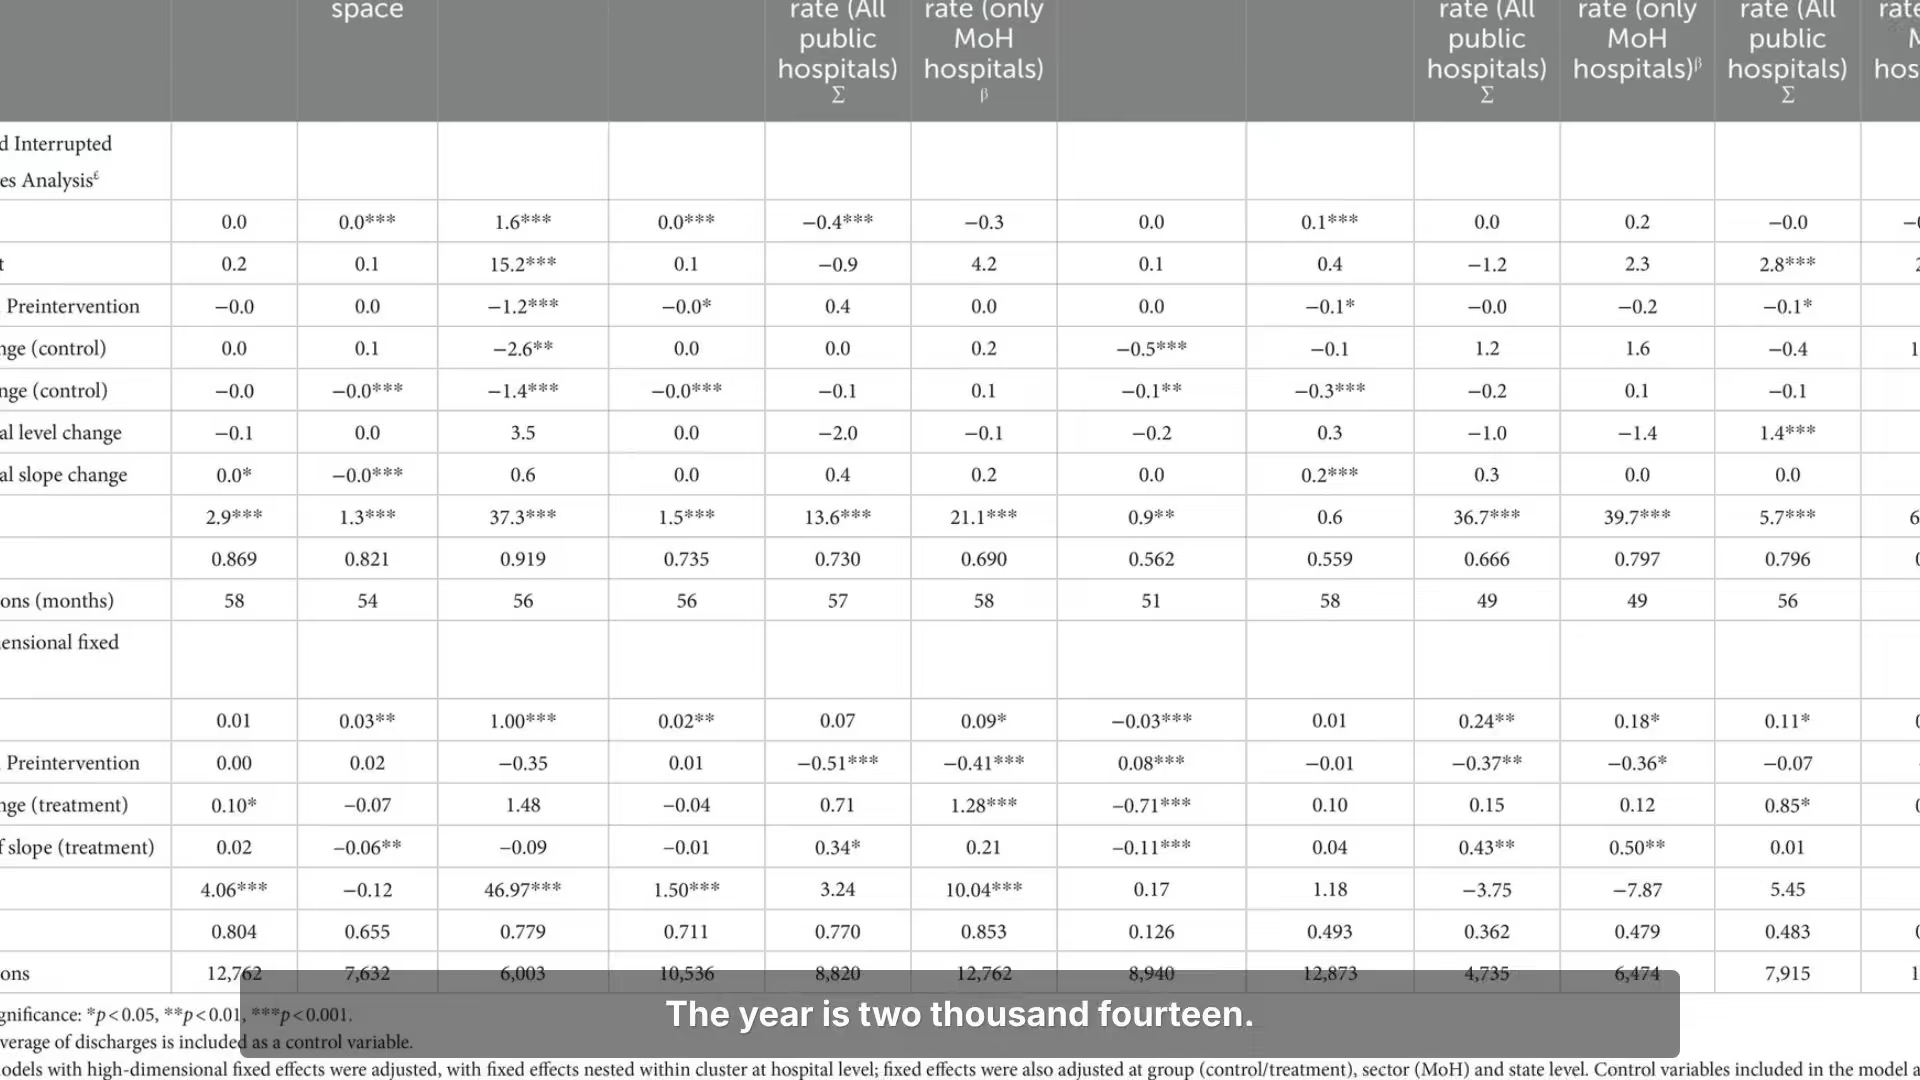 space rate (All rate (only rate (All rate (only rate (All rate
public MoH public MoH public M
hospitals) hospitals) hospitals) hospitals)β hospitals) hos
Σ β Σ Σ
d Interrupted
es Analysis£
0.0 0.0*** 1.6*** 0.0*** −0.4*** −0.3 0.0 0.1*** 0.0 0.2 −0.0
t 0.2 0.1 15.2*** 0.1 −0.9 4.2 0.1 0.4 −1.2 2.3 2.8*** 2
Preintervention −0.0 0.0 −1.2*** −0.0* 0.4 0.0 0.0 −0.1* −0.0 −0.2 −0.1*
nge (control) 0.0 0.1 −2.6** 0.0 0.0 0.2 −0.5*** −0.1 1.2 1.6 −0.4 1
nge (control) −0.0 −0.0*** −1.4*** −0.0*** −0.1 0.1 −0.1** −0.3*** −0.2 0.1 −0.1
al level change −0.1 0.0 3.5 0.0 −2.0 −0.1 −0.2 0.3 −1.0 −1.4 1.4***
al slope change 0.0* −0.0*** 0.6 0.0 0.4 0.2 0.0 0.2*** 0.3 0.0 0.0
2.9*** 1.3*** 37.3*** 1.5*** 13.6*** 21.1*** 0.9** 0.6 36.7*** 39.7*** 5.7*** 6
0.869 0.821 0.919 0.735 0.730 0.690 0.562 0.559 0.666 0.797 0.796
ons (months) 58 54 56 56 57 58 51 58 49 49 56
ensional fixed
0.01 0.03** 1.00*** 0.02** 0.07 0.09* −0.03*** 0.01 0.24** 0.18* 0.11*
Preintervention 0.00 0.02 −0.35 0.01 −0.51*** −0.41*** 0.08*** −0.01 −0.37** −0.36* −0.07
nge (treatment) 0.10* −0.07 1.48 −0.04 0.71 1.28*** −0.71*** 0.10 0.15 0.12 0.85*
f slope (treatment) 0.02 −0.06** −0.09 −0.01 0.34* 0.21 −0.11*** 0.04 0.43** 0.50** 0.01
4.06*** −0.12 46.97*** 1.50*** 3.24 10.04*** 0.17 1.18 −3.75 −7.87 5.45
0.804 0.655 0.779 0.711 0.770 0.853 0.126 0.493 0.362 0.479 0.483
ons 12,762 7,632 6,003 10,536 8,820 12,762 8,940 12,873 4,735 6,474 7,915 1
gnificance: *p<0.05, **p<0.01, ***p<0.001.
The year is two thousand fourteen.
verage of discharges is included as a control variable.
odels with high-dimensional fixed effects were adjusted, with fixed effects nested within cluster at hospital level; fixed effects were also adjusted at group (control/treatment), sector (MoH) and state level. Control variables included in the model a